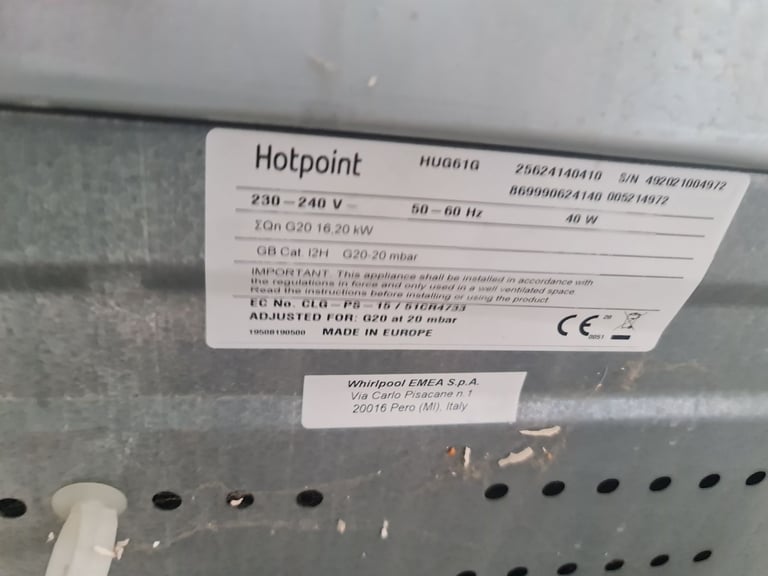 Hotpoint HUG61G 25624140410 S/N 492021004972
869990624140 005214972
230-240 V~ 50-60 Hz 40 W
ΣQn G20 16,20 kW
GB Cat. I2H G20-20 mbar
IMPORTANT. This appliance shall be installed in accordance with
the regulations in force and only used in a well ventilated space.
Read the instructions before installing or using the product
EC No. CLG-PS-15 / 51CR4733
ADJUSTED FOR: G20 at 20 mbar
19508190500 MADE IN EUROPE
CE 20
0051
Whirlpool EMEA S.p.A.
Via Carlo Pisacane n.1
20016 Pero (MI), Italy